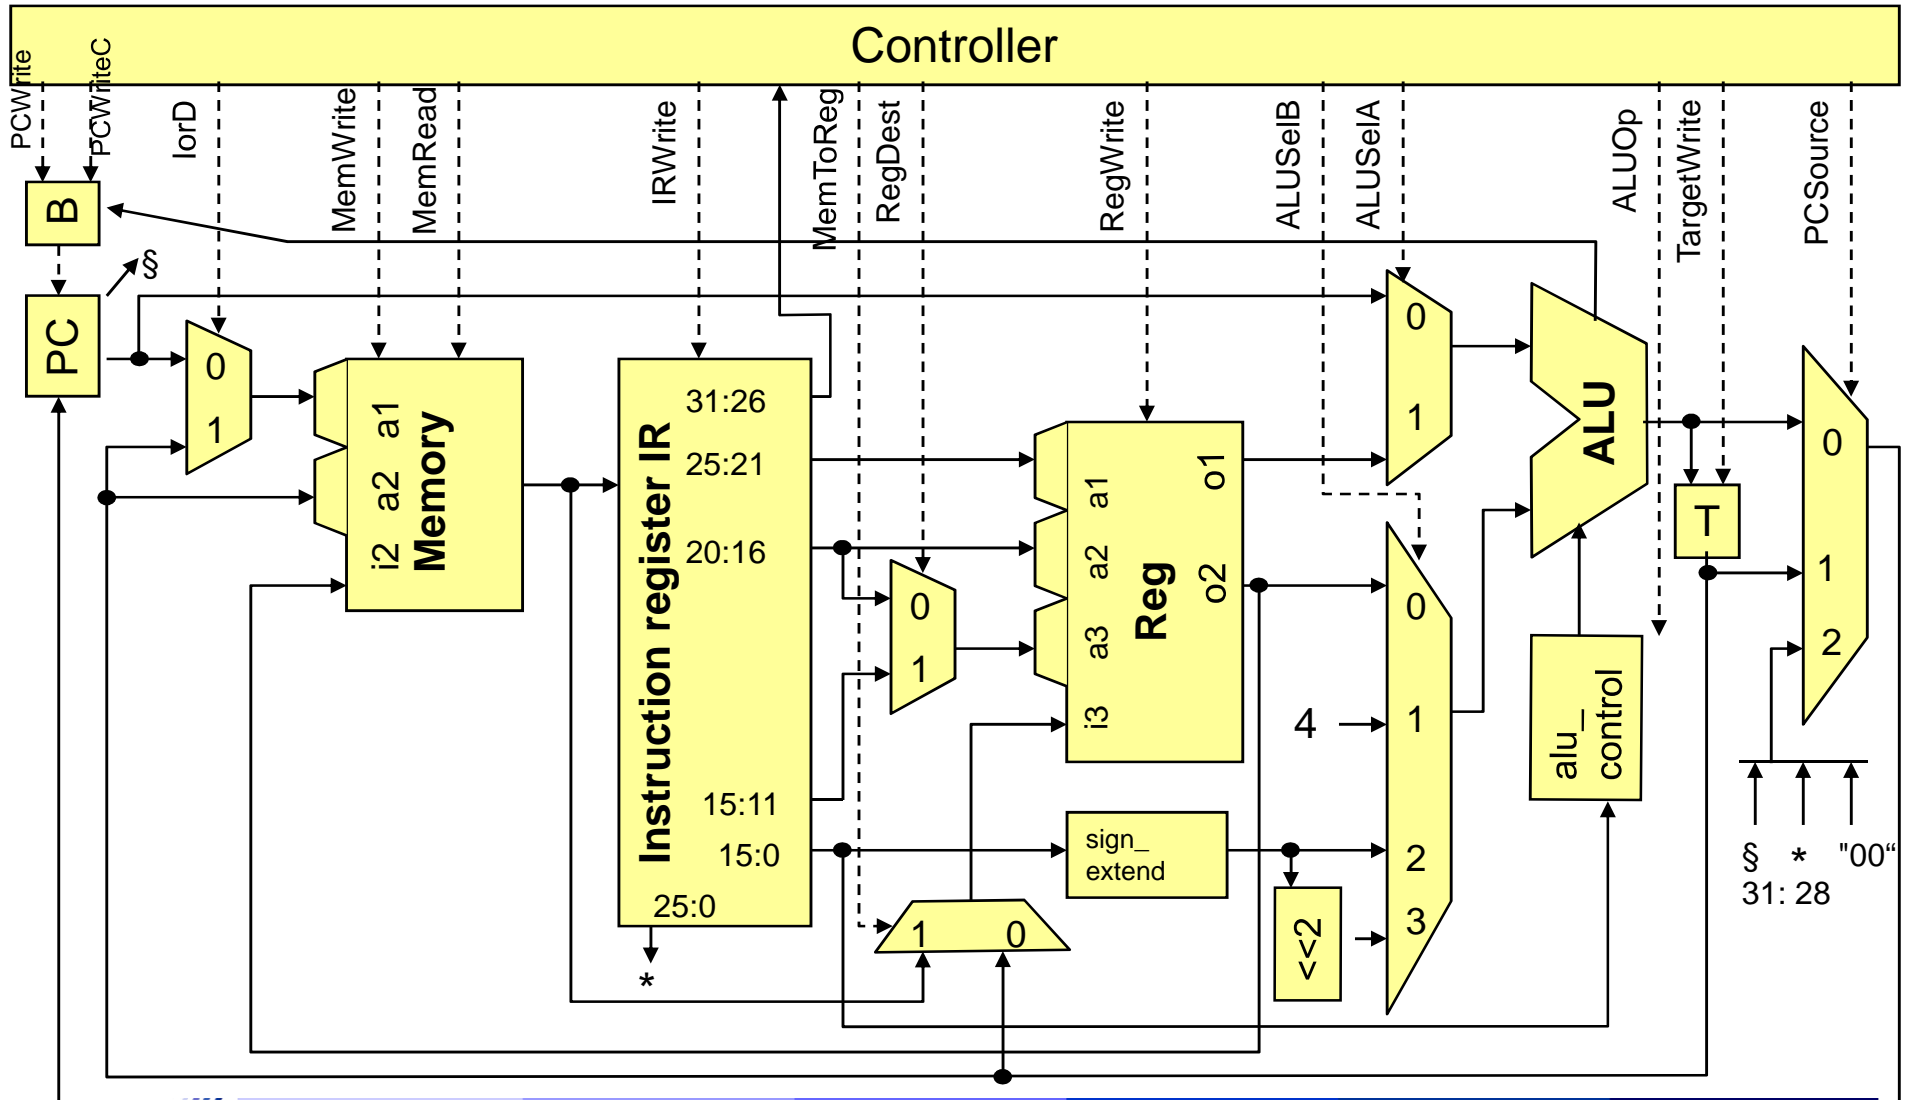 Controller
PCWrite
PCWriteC
IorD
MemWrite
MemRead
IRWrite
MemToReg
RegDest
RegWrite
ALUSelB
ALUSelA
ALUOp
TargetWrite
PCSource
B
§
PC
0
1
a1
a2
i2
Memory
Instruction register IR
31:26
25:21
20:16
15:11
15:0
25:0
*
0
1
a1
a2
a3
i3
Reg
o1
o2
1 0
sign_
extend
<<2
4
0
1
0
1
2
3
ALU
alu_
control
T
0
1
2
§ * "00“
31: 28